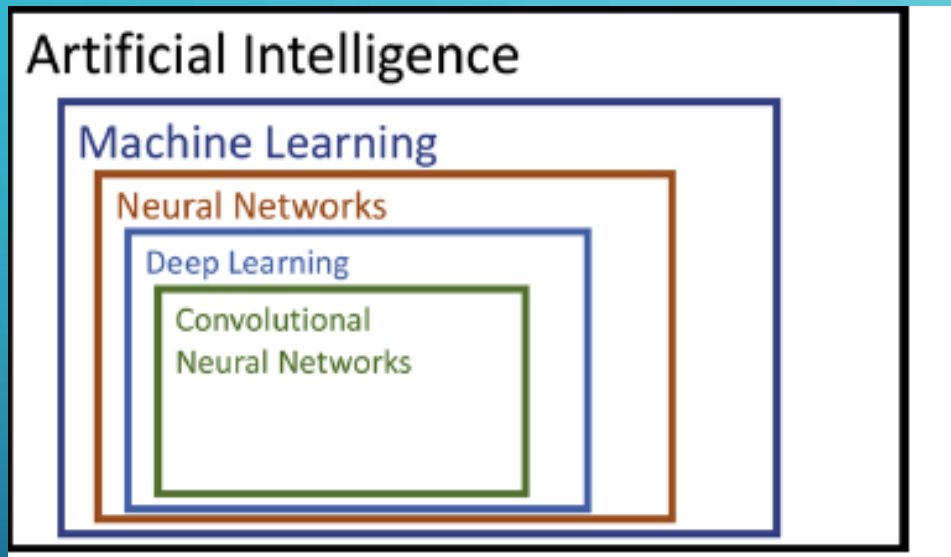 Artificial Intelligence
Machine Learning
Neural Networks
Deep Learning
Convolutional
Neural Networks